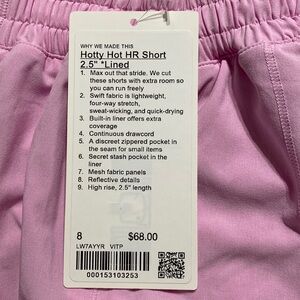 WHY WE MADE THIS
Hotty Hot HR Short
2.5" *Lined
1. Max out that stride. We cut
these shorts with extra room so
you can run freely
2. Swift fabric is lightweight,
four-way stretch,
sweat-wicking, and quick-drying
3. Built-in liner offers extra
coverage
4. Continuous drawcord
5. A discreet zippered pocket in
the seam for small items
6. Secret stash pocket in the
liner
7. Mesh fabric panels
8. Reflective details
9. High rise, 2.5" length
8 $68.00
LW7AYYR VITP
000153103253